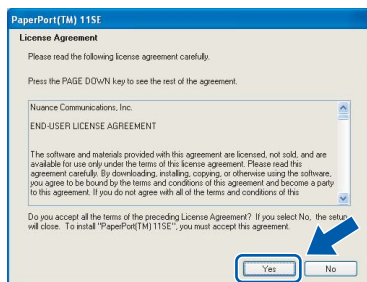 PaperPort(TM) 11SE
License Agreement
Please read the following license agreement carefully.
Press the PAGE DOWN key to see the rest of the agreement.
Nuance Communications, Inc.
END-USER LICENSE AGREEMENT
The software and materials provided with this agreement are licensed, not sold, and are
available for use only under the terms of this license agreement. Please read this
agreement carefully. By downloading, installing, copying, or otherwise using the software,
you agree to be bound by the terms and conditions of this agreement and become a party
to this agreement. If you do not agree with all of the terms and conditions of this
Do you accept all the terms of the preceding License Agreement? If you select No, the setup
will close. To install "PaperPort(TM) 11SE", you must accept this agreement.
Yes
No